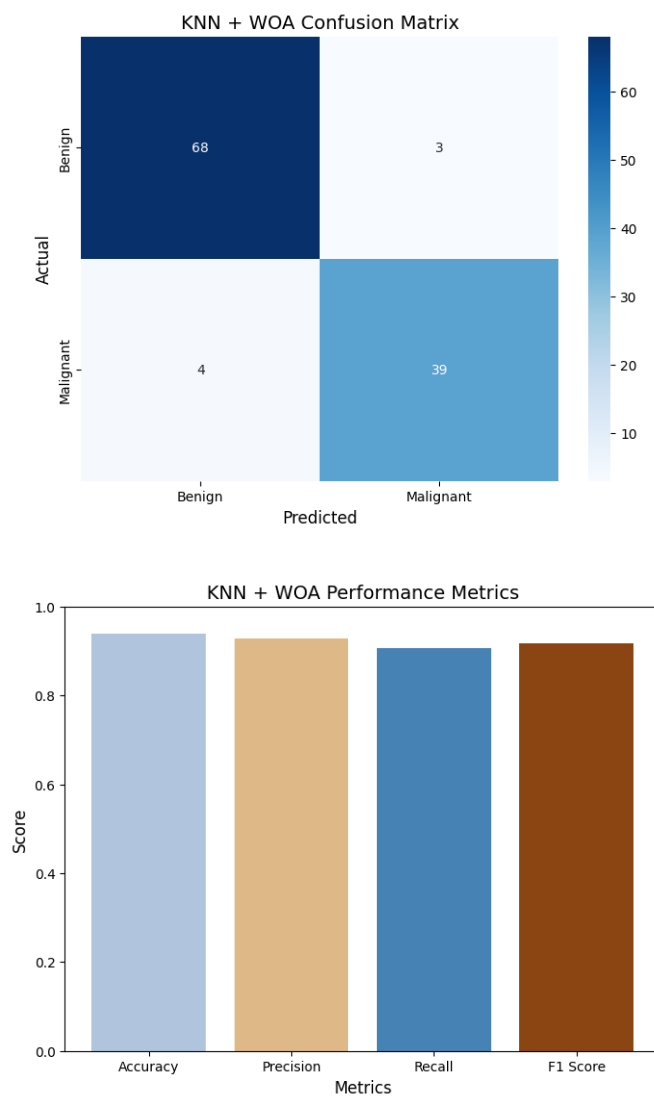 KNN + WOA Confusion Matrix
Benign
68
3
Actual
Malignant
4
39
Benign
Malignant
Predicted
60
50
40
30
20
10
KNN + WOA Performance Metrics
1.0
0.8
0.6
0.4
0.2
0.0
Score
Accuracy
Precision
Recall
F1 Score
Metrics